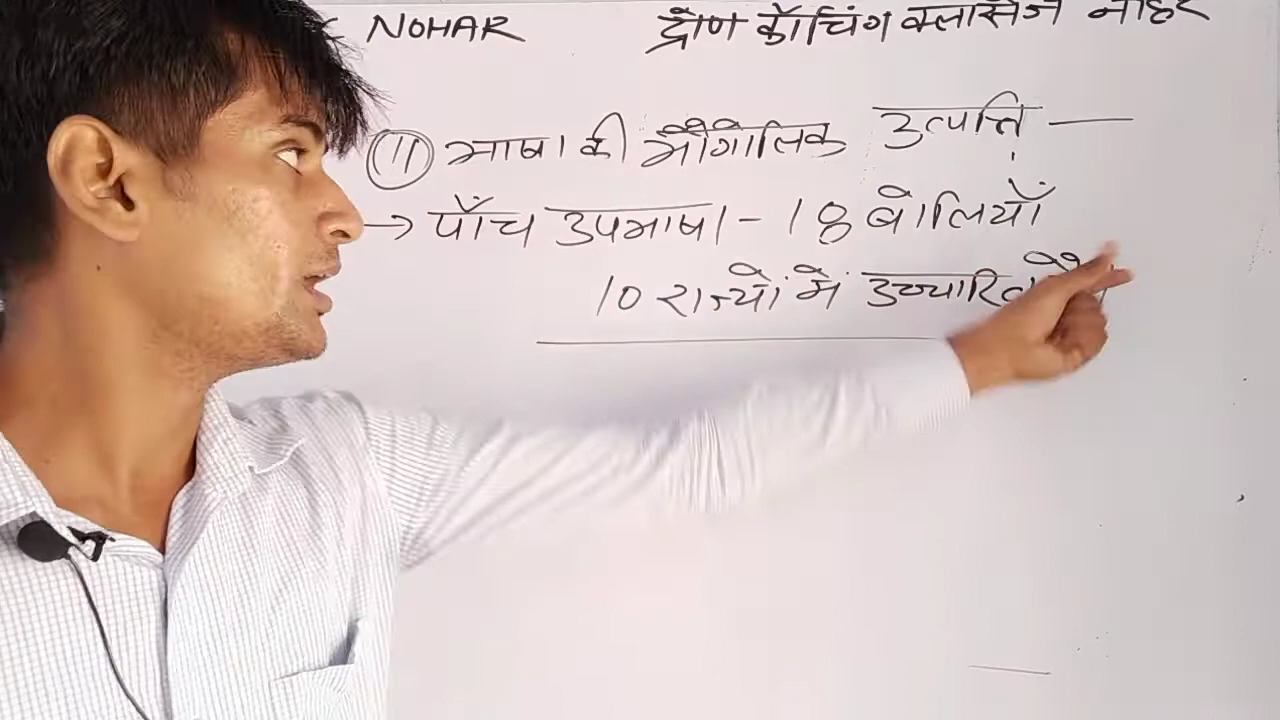 NOHAR द्रोण कोचिंग क्लासेज नोहर
(11) भाषा की भौगोलिक उत्पत्ति —
→ पाँच उपभाषा - 18 बोलियाँ
10 राज्यों में उच्चारित